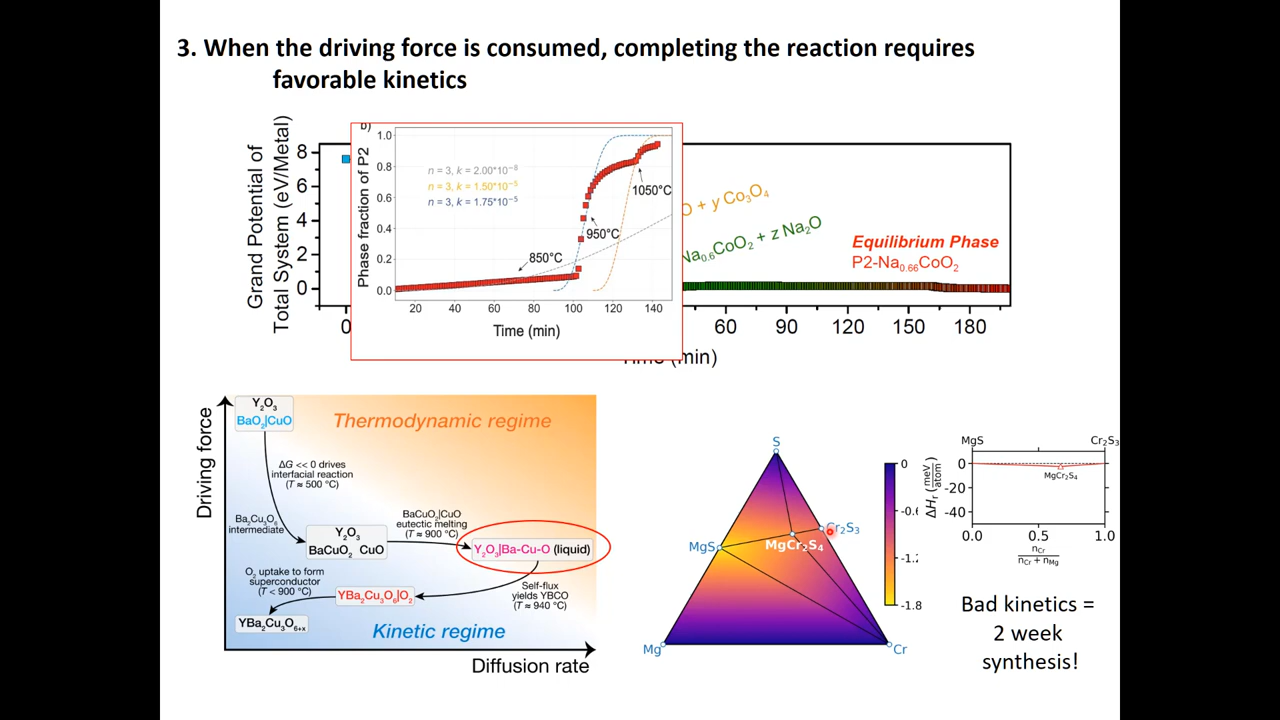 3. When the driving force is consumed, completing the reaction requires
favorable kinetics
Grand Potential of
Total System (eV/Metal)
8
6
4
2
0
b)
Phase fraction of P2
1.0
0.8
0.6
0.4
0.2
0.0
n = 3, k = 2.00*10⁻⁸
n = 3, k = 1.50*10⁻⁵
n = 3, k = 1.75*10⁻⁵
850°C
950°C
1050°C
20 40 60 80 100 120 140
Time (min)
O + y Co₃O₄
Na₀.₆CoO₂ + z Na₂O
Equilibrium Phase
P2-Na₀.₆₆CoO₂
0 60 90 120 150 180
Time (min)
Driving force
Thermodynamic regime
Y₂O₃
BaO₂|CuO
ΔG << 0 drives
interfacial reaction
(T ≈ 500 °C)
Ba₂Cu₃O₆
intermediate
Y₂O₃
BaCuO₂ CuO
BaCuO₂|CuO
eutectic melting
(T ≈ 900 °C)
Y₂O₃|Ba-Cu-O (liquid)
O₂ uptake to form
superconductor
(T < 900 °C)
YBa₂Cu₃O₆|O₂
Self-flux
yields YBCO
(T ≈ 940 °C)
YBa₂Cu₃O₆₊ₓ
Kinetic regime
Diffusion rate
S
Cr₂S₃
MgS
MgCr₂S₄
Mg
Cr
0
-0.6
-1.2
-1.8
MgS Cr₂S₃
ΔHᵣ (meV/atom)
0
-20
-40
MgCr₂S₄
0.0 0.5 1.0
n_Cr
n_Cr + n_Mg
Bad kinetics =
2 week
synthesis!